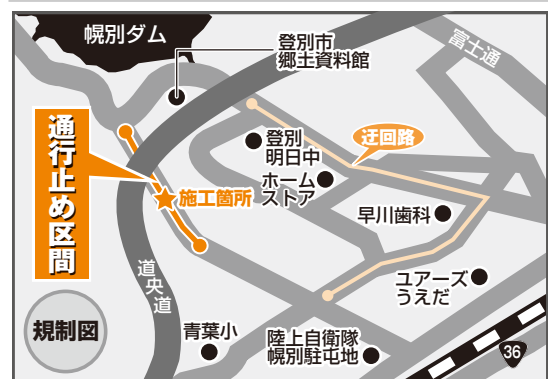 幌別ダム
登別市
郷土資料館
富士通
通行止め区間
登別
明日中
迂回路
ホーム
ストア
施工箇所
早川歯科
道央道
ユアーズ
うえだ
規制図
青葉小
陸上自衛隊
幌別駐屯地
36